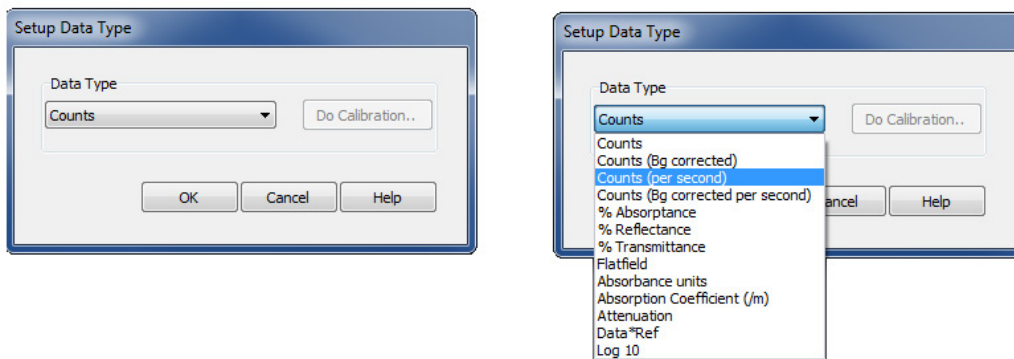 Setup Data Type
Data Type
Counts
Do Calibration..
OK
Cancel
Help
Setup Data Type
Data Type
Counts
Do Calibration..
Counts
Counts (Bg corrected)
Counts (per second)
Counts (Bg corrected per second)
ancel
Help
% Absorptance
% Reflectance
% Transmittance
Flatfield
Absorbance units
Absorption Coefficient (/m)
Attenuation
Data*Ref
Log 10